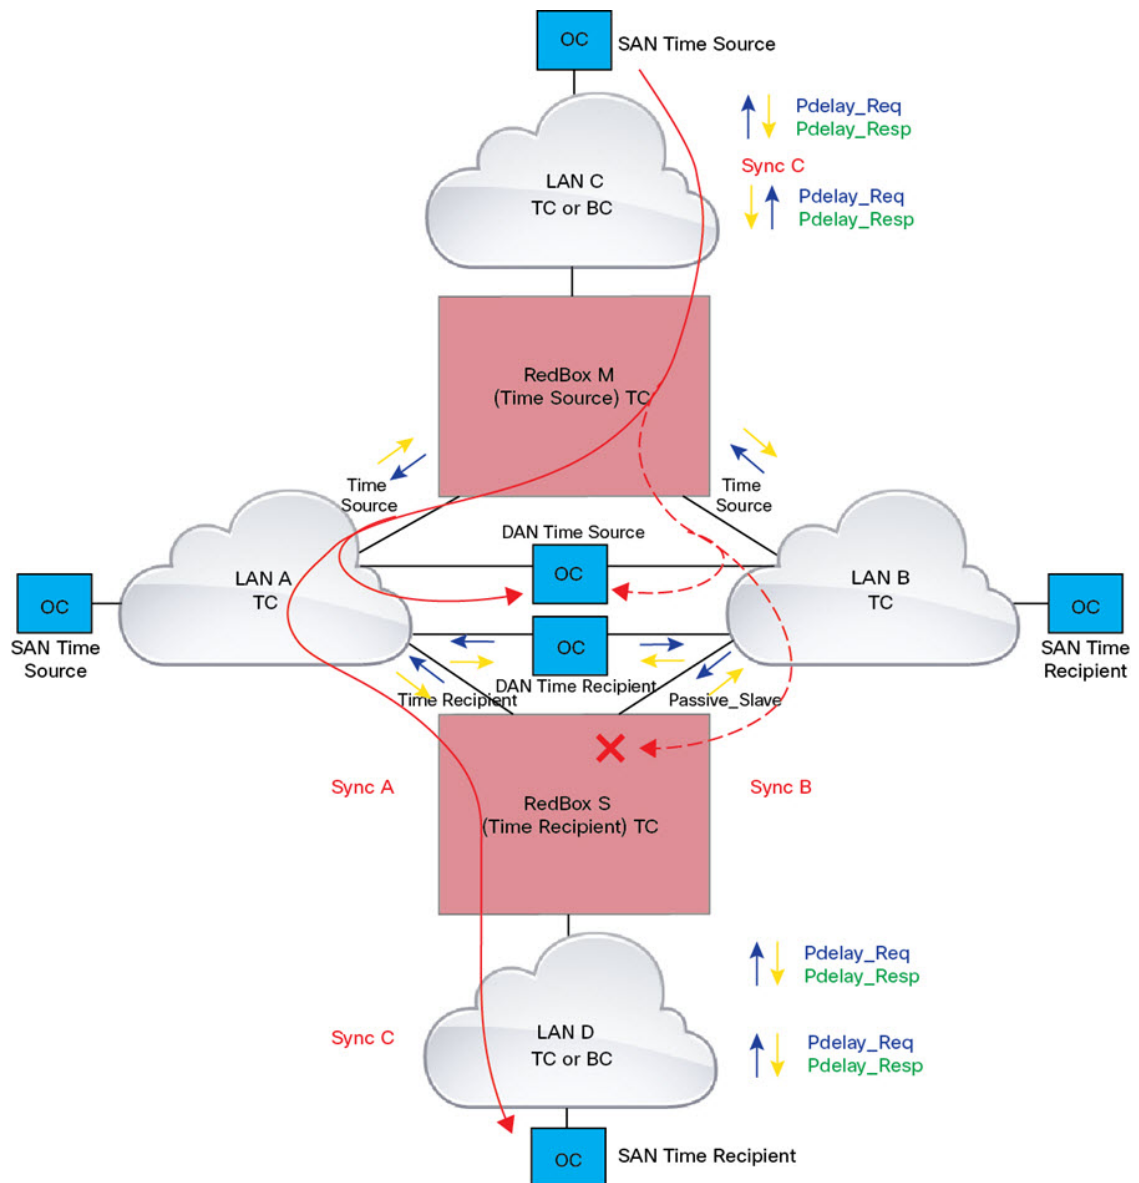 OC
SAN Time Source
Pdelay_Req
Pdelay_Resp
Sync C
Pdelay_Req
Pdelay_Resp
LAN C
TC or BC
RedBox M
(Time Source) TC
Time
Source
Time
Source
DAN Time Source
OC
LAN A
TC
LAN B
TC
OC
SAN Time
Source
OC
SAN Time
Recipient
OC
DAN Time Recipient
Time Recipient
Passive_Slave
Sync A
Sync B
RedBox S
(Time Recipient) TC
Pdelay_Req
Pdelay_Resp
Sync C
LAN D
TC or BC
Pdelay_Req
Pdelay_Resp
OC
SAN Time Recipient